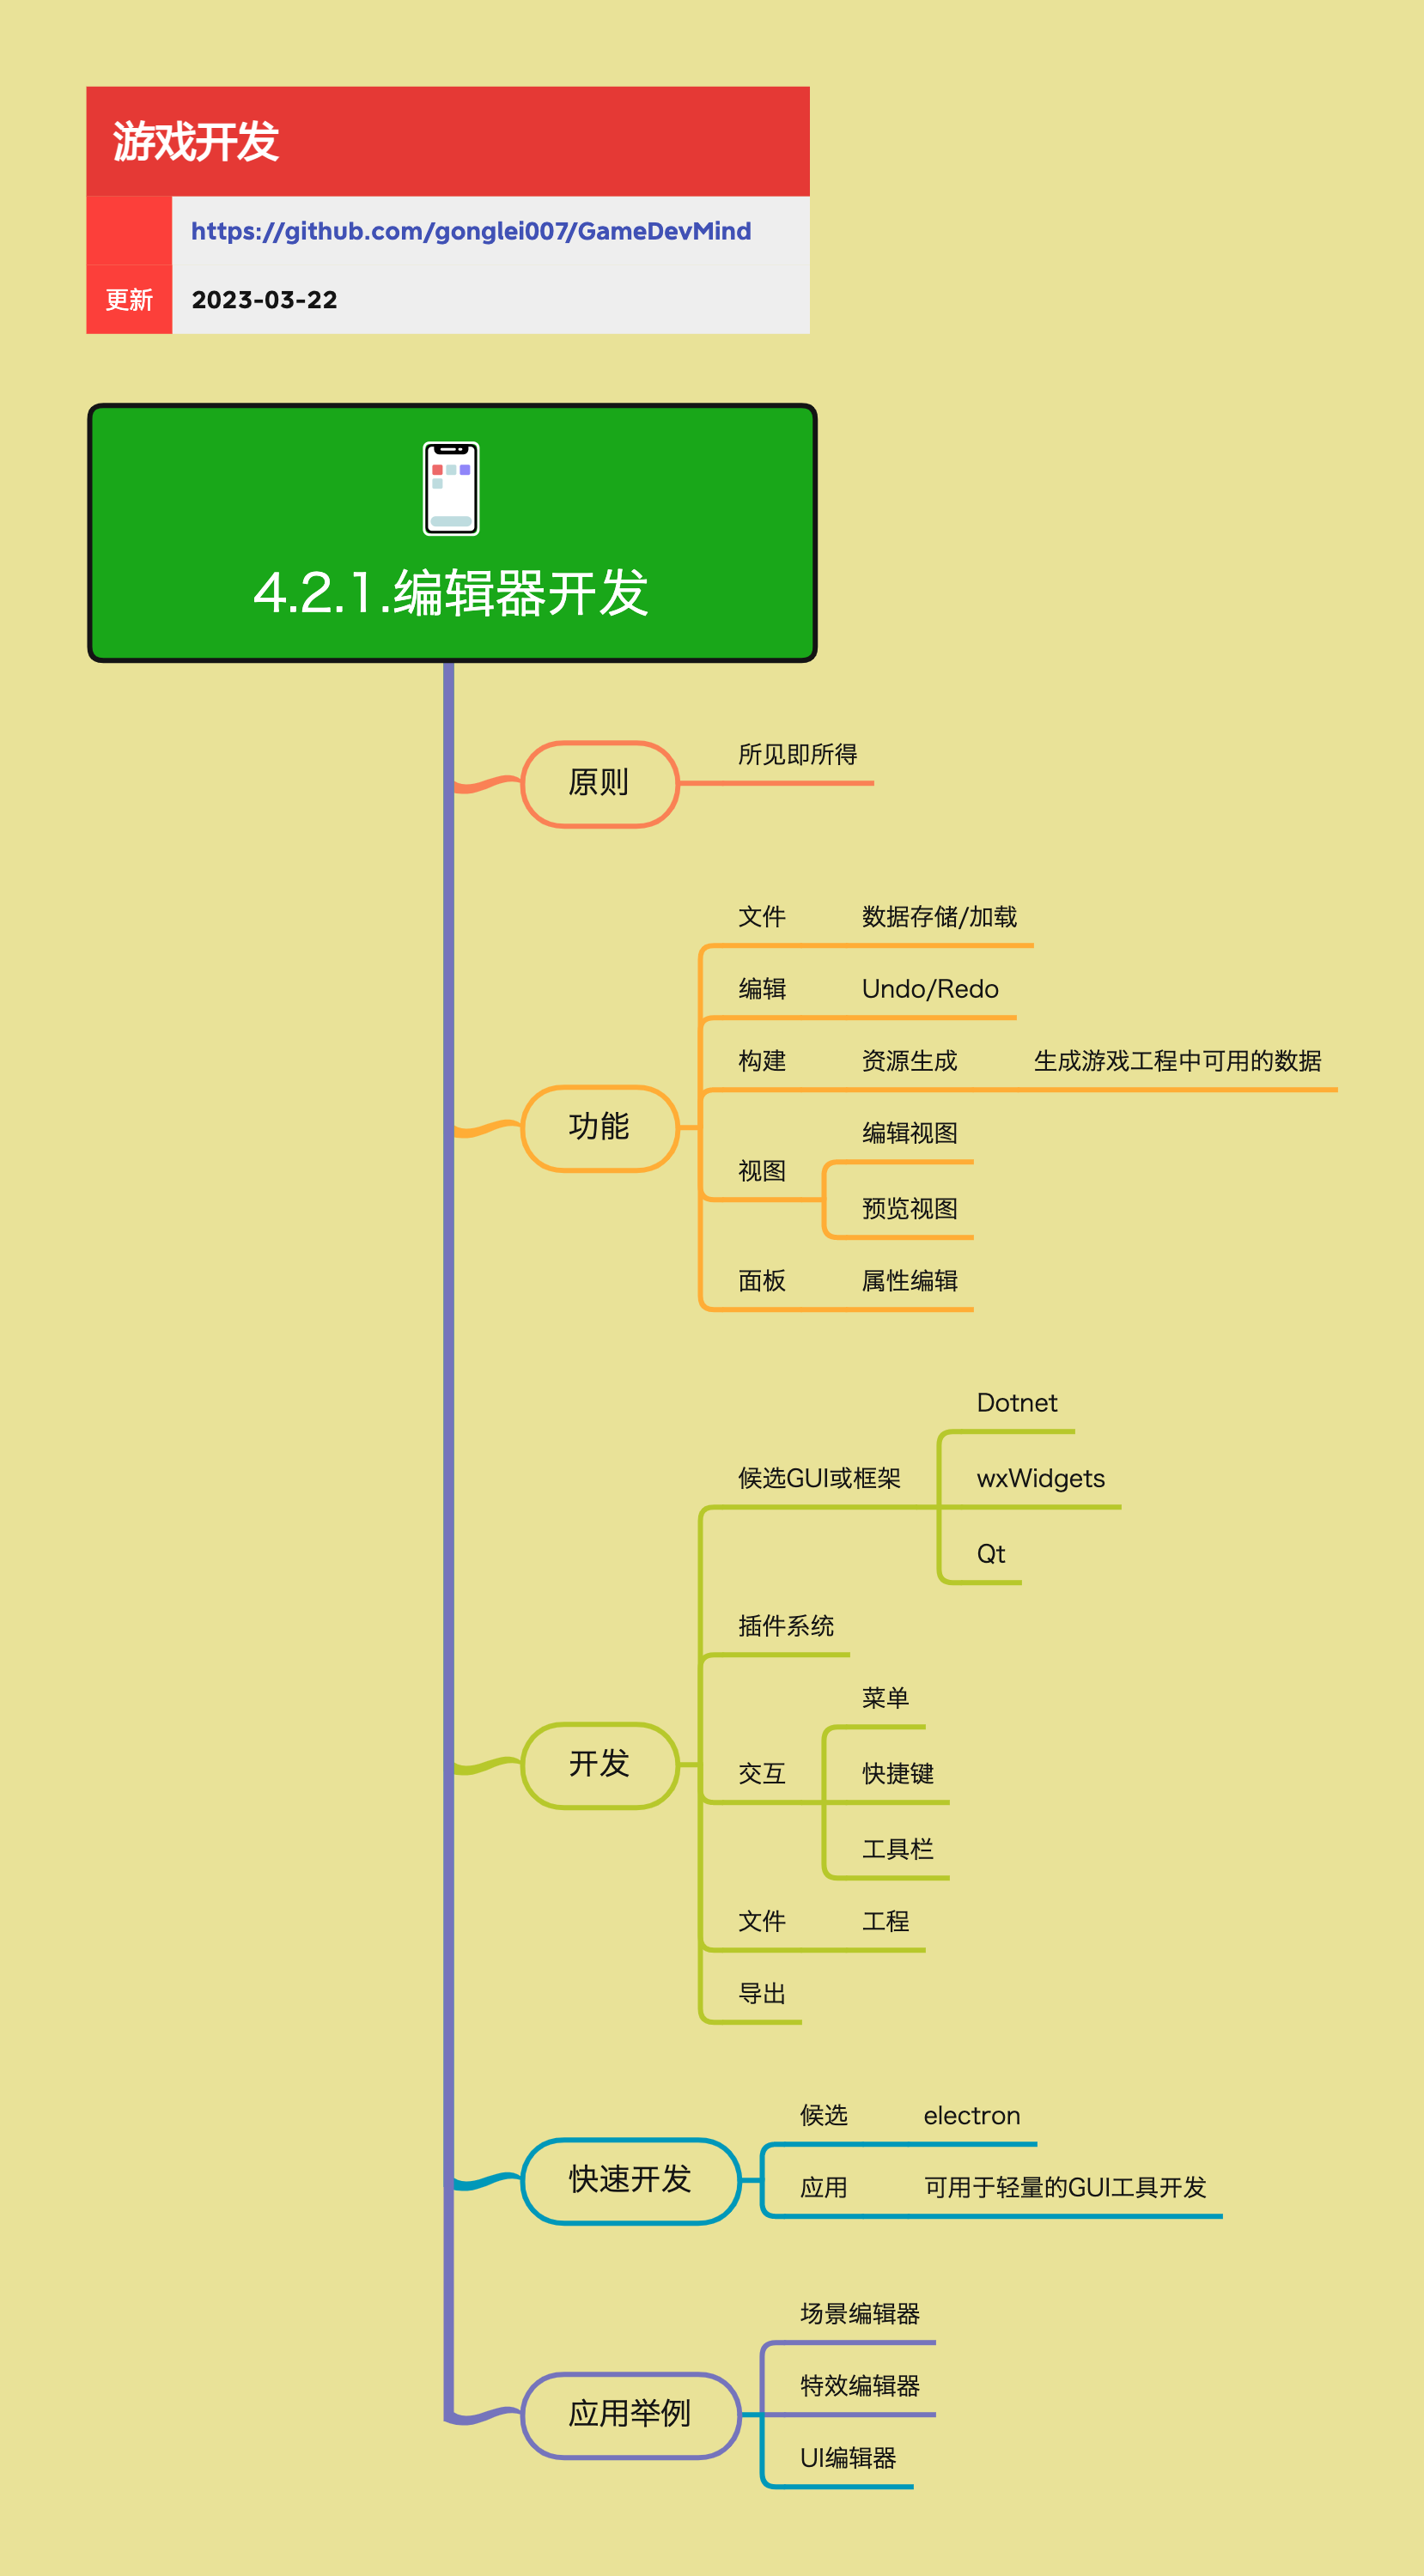 游戏开发
https://github.com/gonglei007/GameDevMind
更新 2023-03-22
4.2.1.编辑器开发
原则
所见即所得
功能
文件 数据存储/加载
编辑 Undo/Redo
构建 资源生成 生成游戏工程中可用的数据
视图
编辑视图
预览视图
面板 属性编辑
开发
候选GUI或框架
Dotnet
wxWidgets
Qt
插件系统
交互
菜单
快捷键
工具栏
文件 工程
导出
快速开发
候选 electron
应用 可用于轻量的GUI工具开发
应用举例
场景编辑器
特效编辑器
UI编辑器